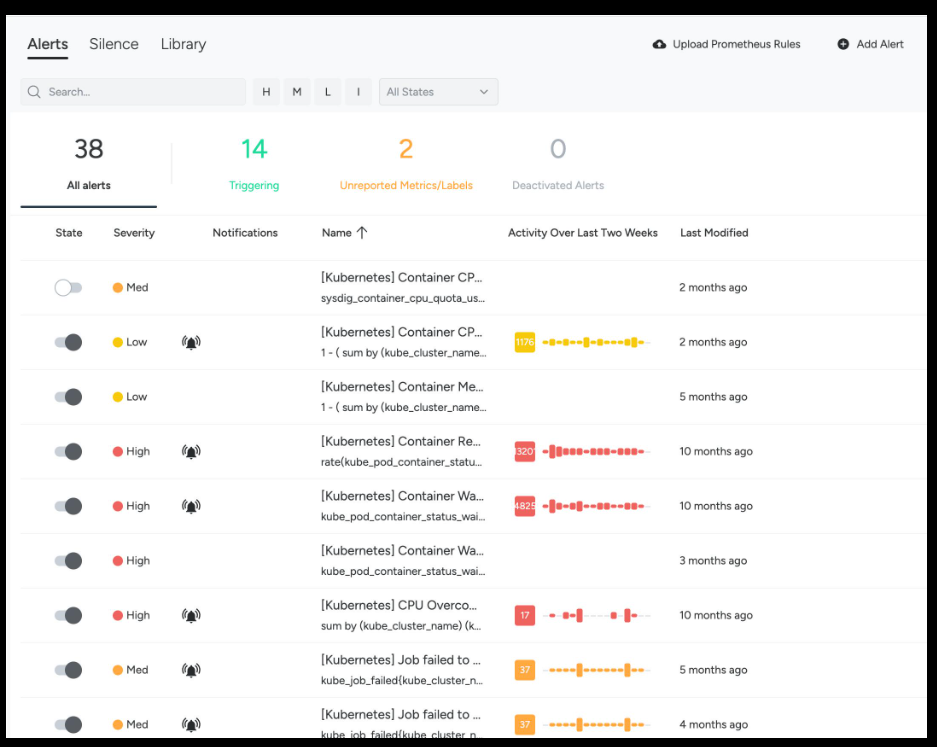 Alerts Silence Library Upload Prometheus Rules Add Alert
Search... H M L I All States
38 14 2 0
All alerts Triggering Unreported Metrics/Labels Deactivated Alerts
State Severity Notifications Name Activity Over Last Two Weeks Last Modified
[Kubernetes] Container CP...
Med 2 months ago
sysdig_container_cpu_quota_us...
[Kubernetes] Container CP...
Low 1176 2 months ago
1 - ( sum by (kube_cluster_name...
[Kubernetes] Container Me...
Low 5 months ago
1 - ( sum by (kube_cluster_name...
[Kubernetes] Container Re...
High 10 months ago
rate(kube_pod_container_statu...
[Kubernetes] Container Wa...
High 4825 10 months ago
kube_pod_container_status_wai...
[Kubernetes] Container Wa...
High 3 months ago
kube_pod_container_status_wai...
[Kubernetes] CPU Overco...
High 17 10 months ago
sum by (kube_cluster_name) (k...
[Kubernetes] Job failed to ...
Med 37 5 months ago
kube_job_failed{kube_cluster_n...
[Kubernetes] Job failed to ...
Med 37 4 months ago
kube_job_failed{kube_cluster_n...